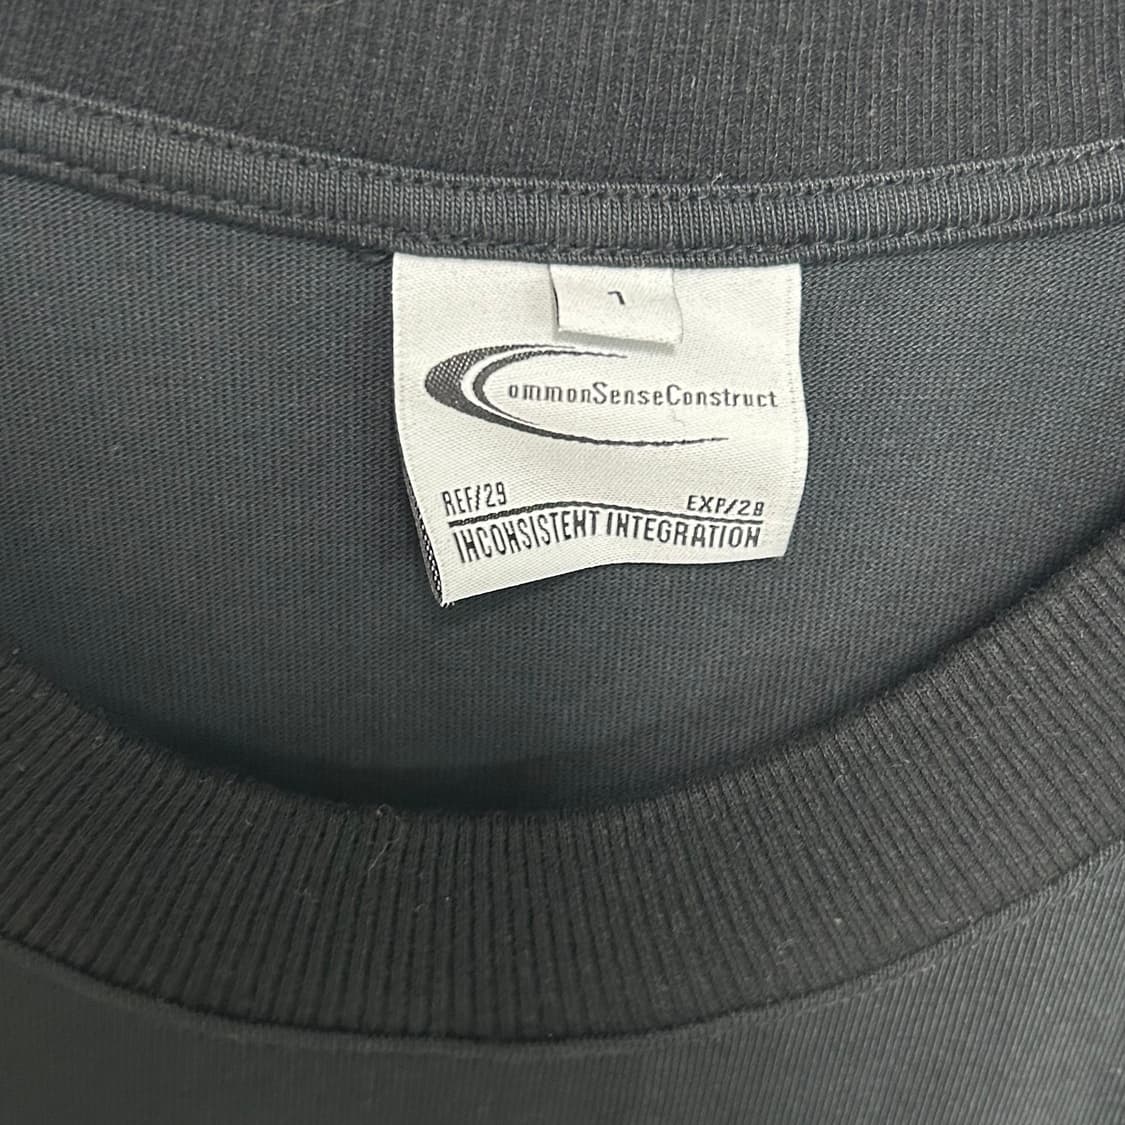 1
CommonSenseConstruct
REF/29
EXP/28
INCONSISTENT INTEGRATION